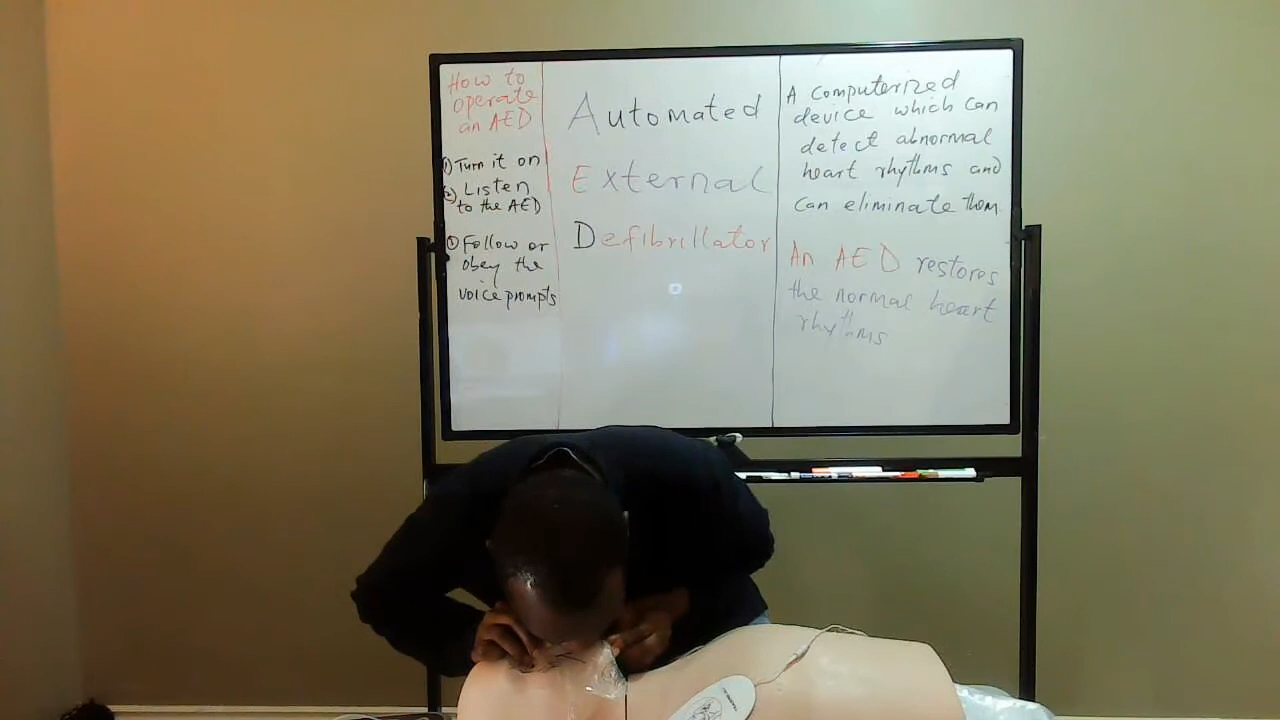 How to
operate
an AED
① Turn it on
② Listen
to the AED
③ Follow or
obey the
voice prompts
Automated
External
Defibrillator
A computerized
device which can
detect abnormal
heart rhythms and
can eliminate them
An AED restores
the normal heart
rhythms